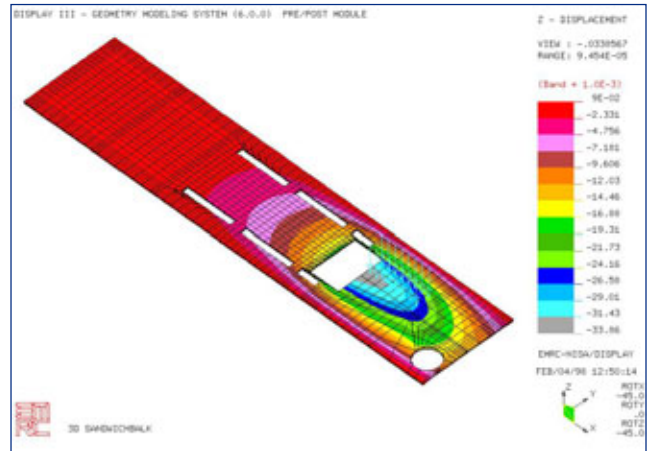 DISPLAY III - GEOMETRY MODELING SYSTEM (6.0.0) PRE/POST MODULE
Z - DISPLACEMENT
VIEW : -.0338567
RANGE: 9.454E-05
(Band * 1.0E-3)
9E-02
-2.331
-4.756
-7.181
-9.606
-12.03
-14.46
-16.88
-19.31
-21.73
-24.16
-26.58
-29.01
-31.43
-33.86
EMRC-NISA/DISPLAY
FEB/04/98 12:50:14
Z
Y
X
ROTX
-45.0
ROTY
.0
ROTZ
-45.0
3D SANDWICHBALK